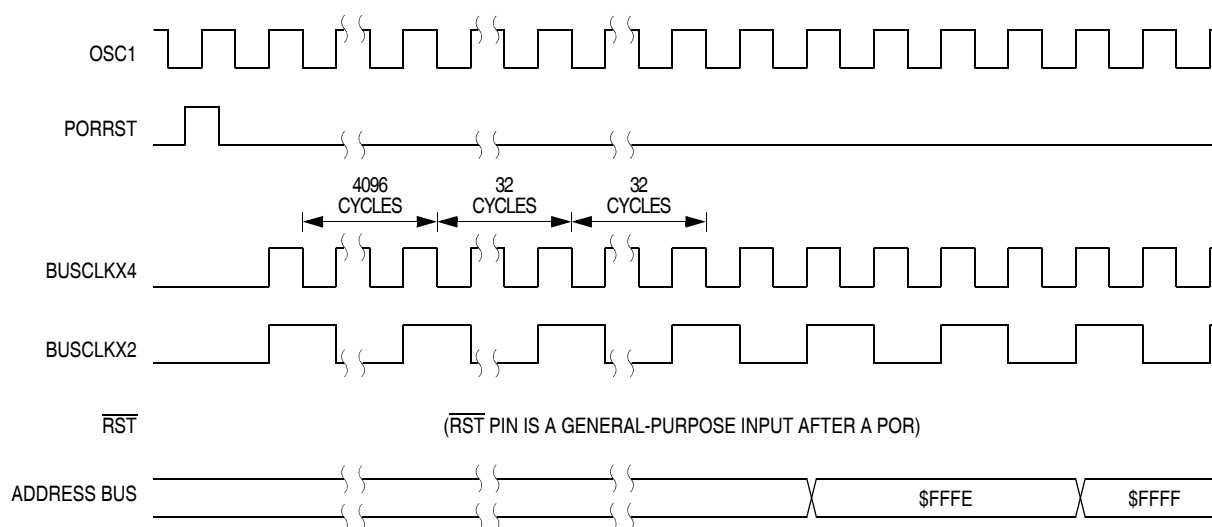 OSC1
PORRST
4096
CYCLES
32
CYCLES
32
CYCLES
BUSCLKX4
BUSCLKX2
RST
(RST PIN IS A GENERAL-PURPOSE INPUT AFTER A POR)
ADDRESS BUS
$FFFE
$FFFF